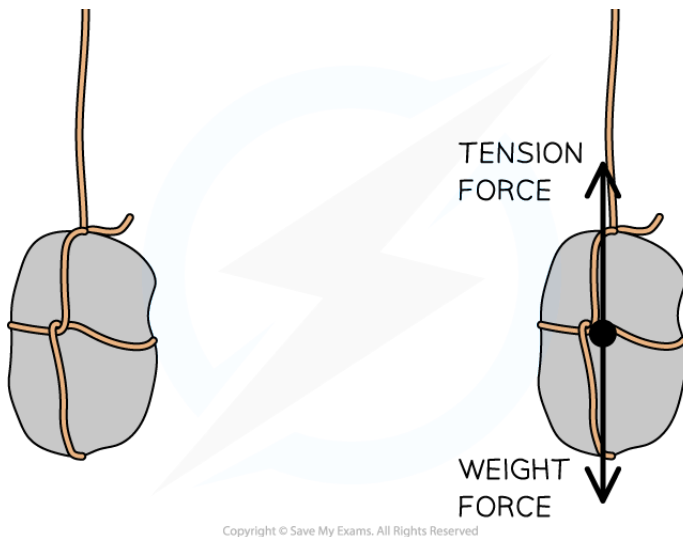 TENSION
FORCE
WEIGHT
FORCE
Copyright © Save My Exams. All Rights Reserved